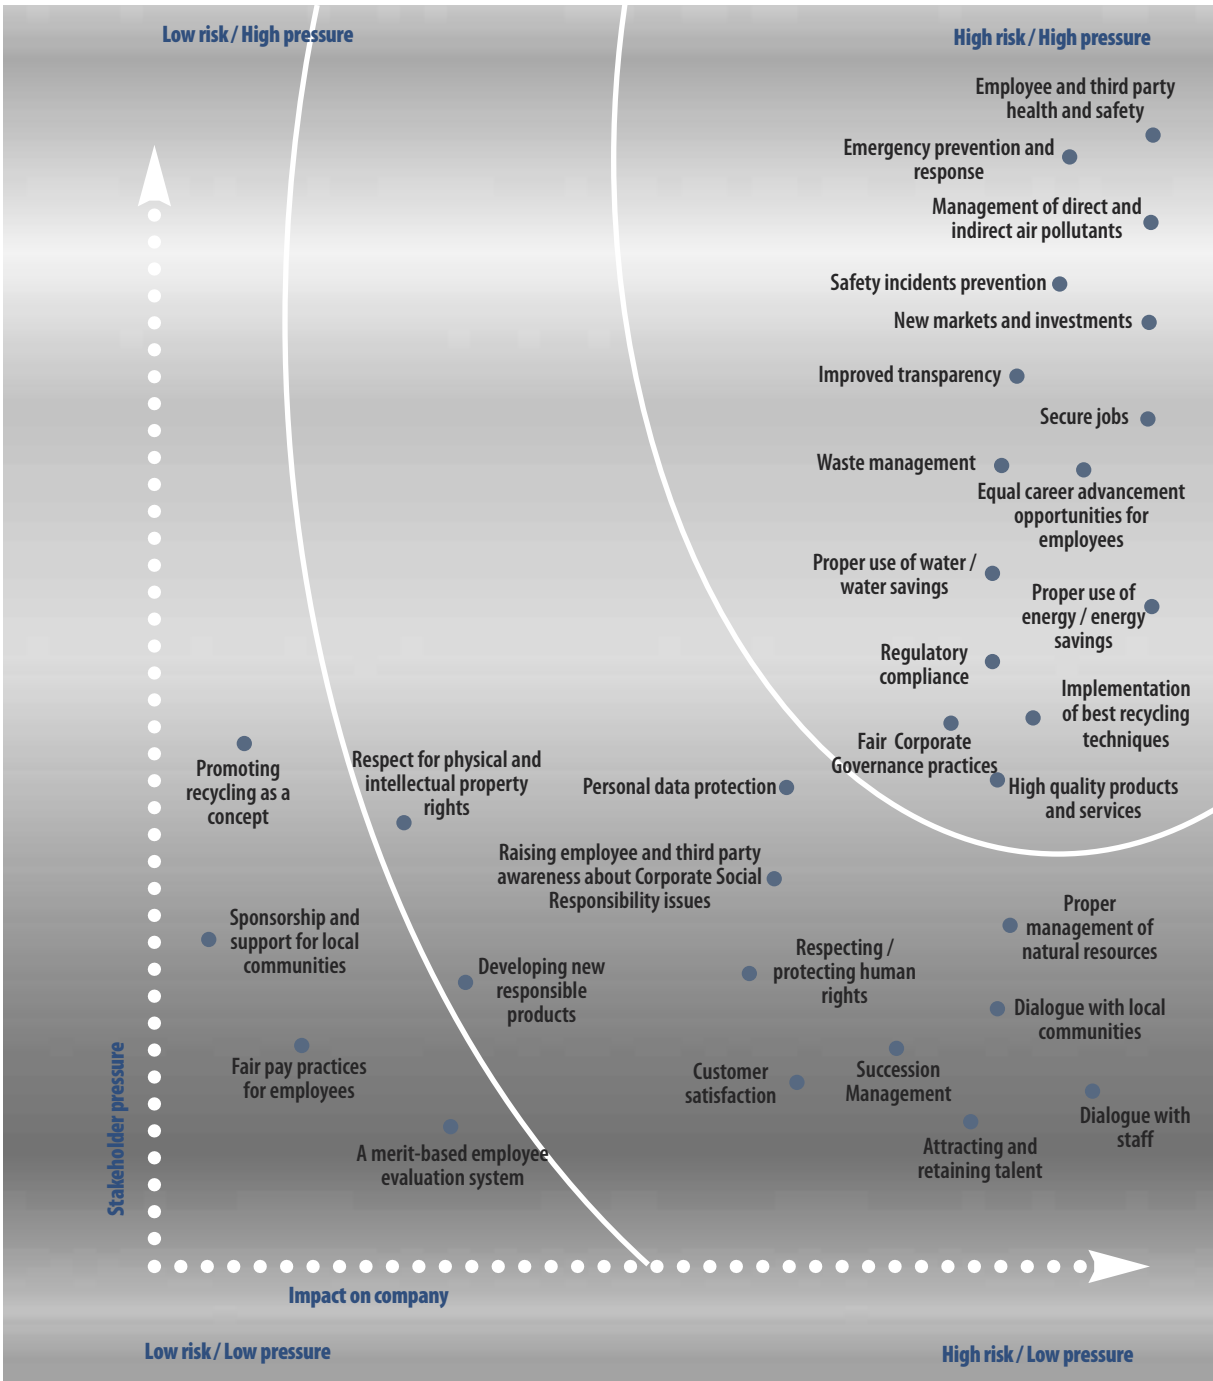 Low risk / High pressure
High risk / High pressure
Employee and third party
health and safety
Emergency prevention and
response
Management of direct and
indirect air pollutants
Safety incidents prevention
New markets and investments
Improved transparency
Secure jobs
Waste management
Equal career advancement
opportunities for
employees
Proper use of water /
water savings
Proper use of
energy / energy
savings
Regulatory
compliance
Implementation
of best recycling
techniques
Fair Corporate
Governance practices
High quality products
and services
Promoting
recycling as a
concept
Respect for physical and
intellectual property
rights
Personal data protection
Raising employee and third party
awareness about Corporate Social
Responsibility issues
Sponsorship and
support for local
communities
Developing new
responsible
products
Respecting /
protecting human
rights
Proper
management of
natural resources
Dialogue with local
communities
Fair pay practices
for employees
Customer
satisfaction
Succession
Management
Dialogue with
staff
A merit-based employee
evaluation system
Attracting and
retaining talent
Stakeholder pressure
Impact on company
Low risk / Low pressure
High risk / Low pressure